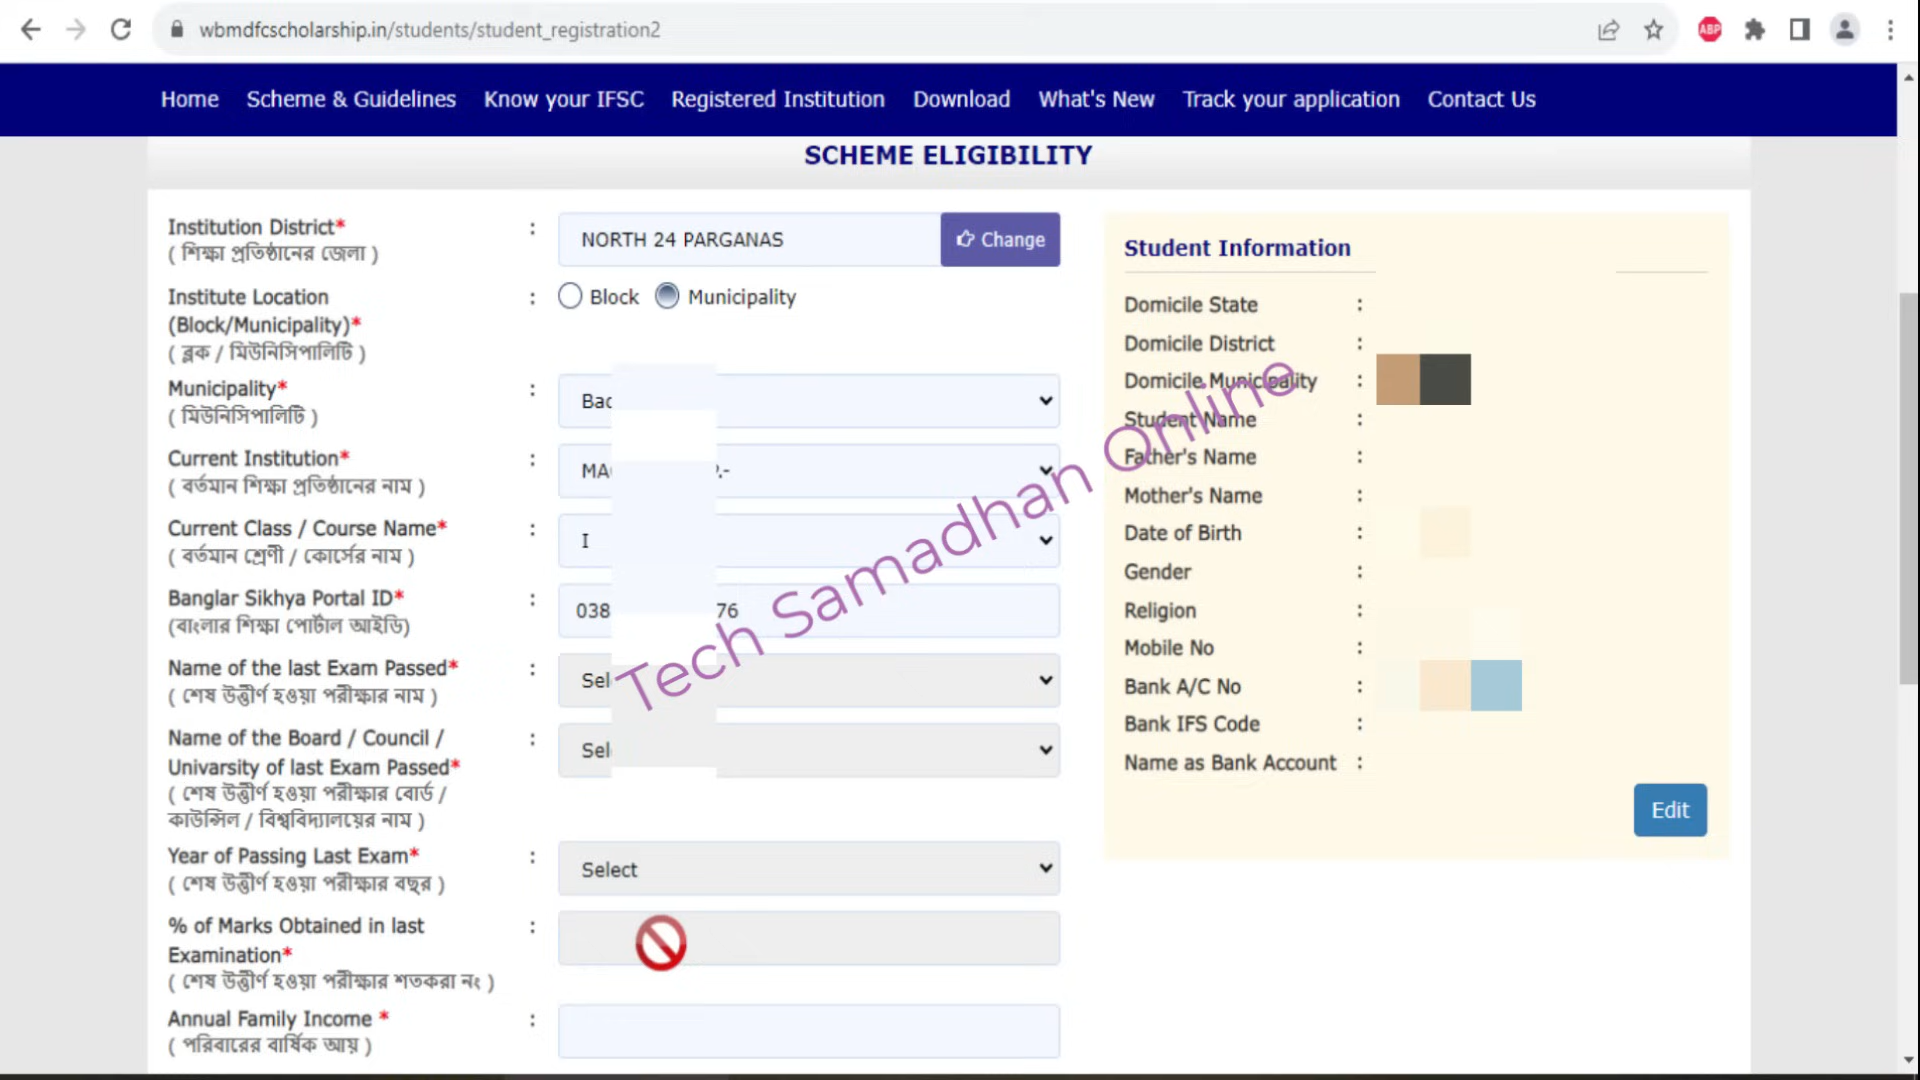 wbmdfcscholarship.in/students/student_registration2
ABP
Home Scheme & Guidelines Know your IFSC Registered Institution Download What's New Track your application Contact Us
SCHEME ELIGIBILITY
Institution District* : NORTH 24 PARGANAS Change
( শিক্ষা প্রতিষ্ঠানের জেলা )
Institute Location : Block Municipality
(Block/Municipality)*
( ব্লক / মিউনিসিপালিটি )
Municipality* : Bac
( মিউনিসিপালিটি )
Current Institution* : MA
( বর্তমান শিক্ষা প্রতিষ্ঠানের নাম )
Current Class / Course Name* : I
( বর্তমান শ্রেণী / কোর্সের নাম )
Banglar Sikhya Portal ID* : 038 76
(বাংলার শিক্ষা পোর্টাল আইডি)
Name of the last Exam Passed* : Sel
( শেষ উত্তীর্ণ হওয়া পরীক্ষার নাম )
Name of the Board / Council / : Sel
Univarsity of last Exam Passed*
( শেষ উত্তীর্ণ হওয়া পরীক্ষার বোর্ড /
কাউন্সিল / বিশ্ববিদ্যালয়ের নাম )
Year of Passing Last Exam* : Select
( শেষ উত্তীর্ণ হওয়া পরীক্ষার বছর )
% of Marks Obtained in last :
Examination*
( শেষ উত্তীর্ণ হওয়া পরীক্ষার শতকরা নং )
Annual Family Income * :
( পরিবারের বার্ষিক আয় )
Student Information
Domicile State :
Domicile District :
Domicile Municipality :
Student Name :
Father's Name :
Mother's Name :
Date of Birth :
Gender :
Religion :
Mobile No :
Bank A/C No :
Bank IFS Code :
Name as Bank Account :
Edit
Tech Samadhan Online